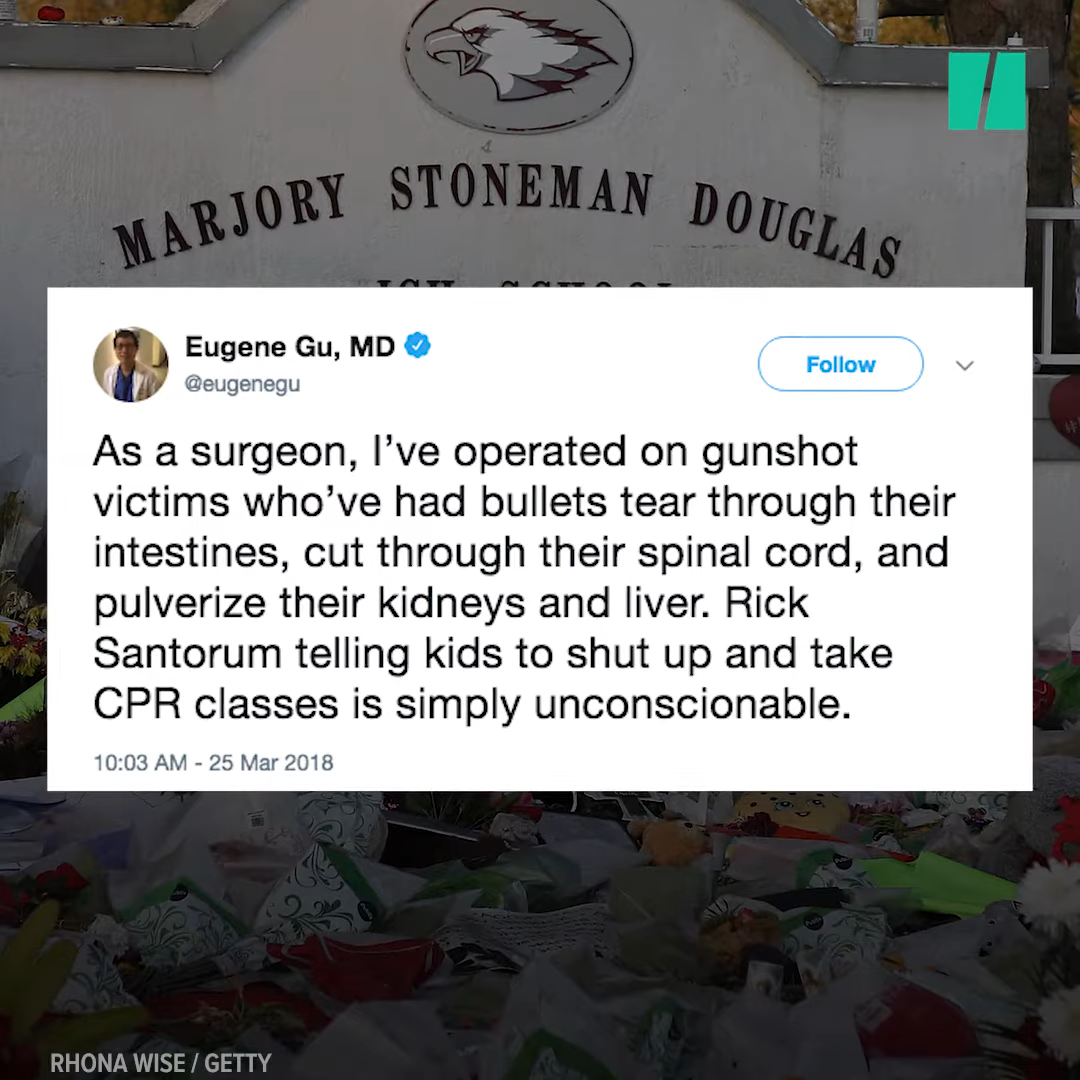 MARJORY STONEMAN DOUGLAS
Eugene Gu, MD
@eugenegu
Follow
As a surgeon, I’ve operated on gunshot
victims who’ve had bullets tear through their
intestines, cut through their spinal cord, and
pulverize their kidneys and liver. Rick
Santorum telling kids to shut up and take
CPR classes is simply unconscionable.
10:03 AM - 25 Mar 2018
RHONA WISE / GETTY